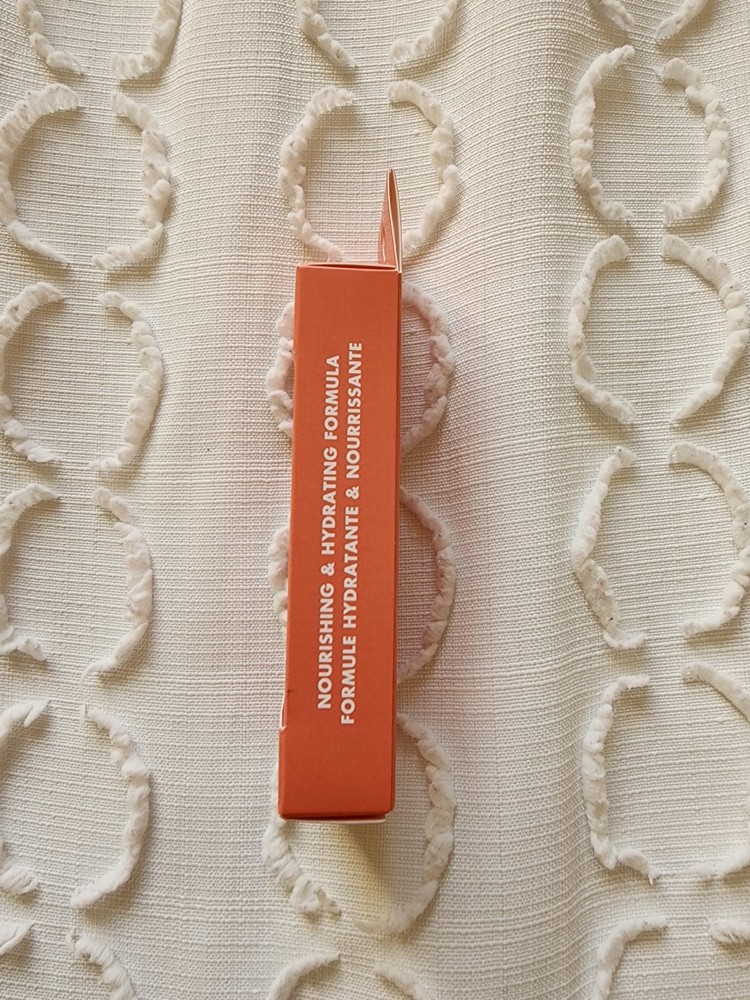 NOURISHING & HYDRATING FORMULA
FORMULE HYDRATANTE & NOURRISSANTE